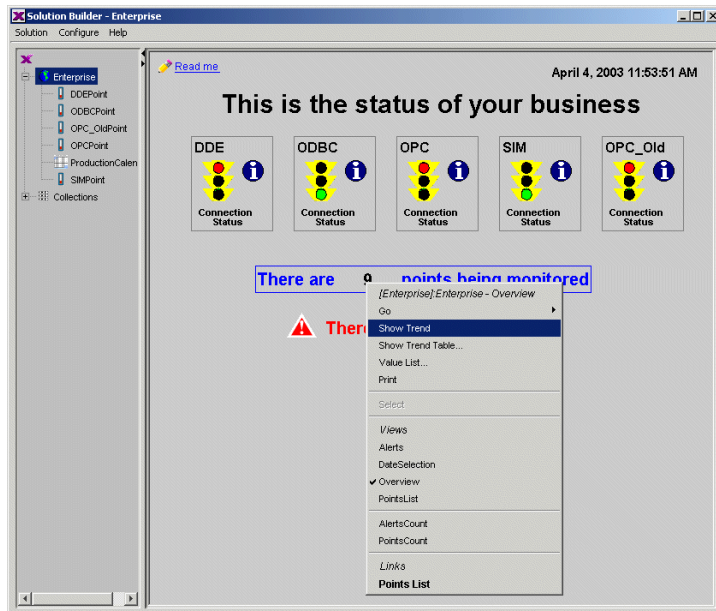 Solution Builder - Enterprise
Solution Configure Help
Enterprise
DDEPoint
ODBCPoint
OPC_OldPoint
OPCPoint
ProductionCalen
SIMPoint
Collections
Read me
April 4, 2003 11:53:51 AM
This is the status of your business
DDE
Connection
Status
ODBC
Connection
Status
OPC
Connection
Status
SIM
Connection
Status
OPC_Old
Connection
Status
There are 9 points being monitored
There
[Enterprise]:Enterprise - Overview
Go
Show Trend
Show Trend Table...
Value List...
Print
Select
Views
Alerts
DateSelection
Overview
PointsList
AlertsCount
PointsCount
Links
Points List